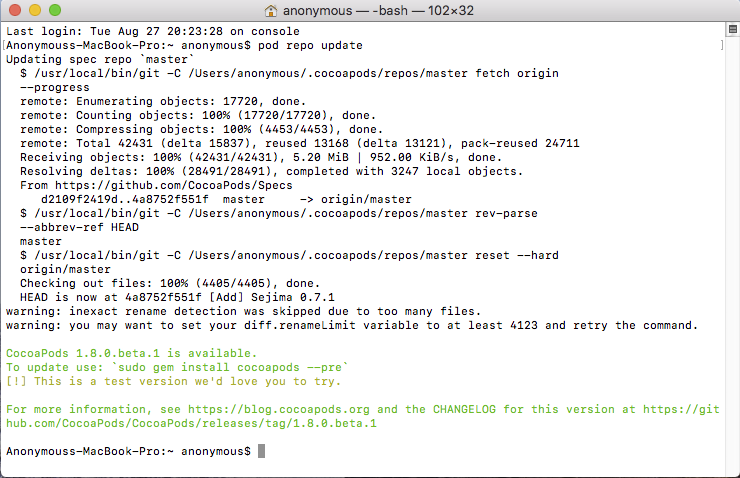 anonymous — -bash — 102×32
Last login: Tue Aug 27 20:23:28 on console
[Anonymouss-MacBook-Pro:~ anonymous$ pod repo update ]
Updating spec repo `master`
$ /usr/local/bin/git -C /Users/anonymous/.cocoapods/repos/master fetch origin
--progress
remote: Enumerating objects: 17720, done.
remote: Counting objects: 100% (17720/17720), done.
remote: Compressing objects: 100% (4453/4453), done.
remote: Total 42431 (delta 15837), reused 13168 (delta 13121), pack-reused 24711
Receiving objects: 100% (42431/42431), 5.20 MiB | 952.00 KiB/s, done.
Resolving deltas: 100% (28491/28491), completed with 3247 local objects.
From https://github.com/CocoaPods/Specs
d2109f2419d..4a8752f551f  master     -> origin/master
$ /usr/local/bin/git -C /Users/anonymous/.cocoapods/repos/master rev-parse
--abbrev-ref HEAD
master
$ /usr/local/bin/git -C /Users/anonymous/.cocoapods/repos/master reset --hard
origin/master
Checking out files: 100% (4405/4405), done.
HEAD is now at 4a8752f551f [Add] Sejima 0.7.1
warning: inexact rename detection was skipped due to too many files.
warning: you may want to set your diff.renameLimit variable to at least 4123 and retry the command.
CocoaPods 1.8.0.beta.1 is available.
To update use: `sudo gem install cocoapods --pre`
[!] This is a test version we'd love you to try.
For more information, see https://blog.cocoapods.org and the CHANGELOG for this version at https://git
hub.com/CocoaPods/CocoaPods/releases/tag/1.8.0.beta.1
Anonymouss-MacBook-Pro:~ anonymous$